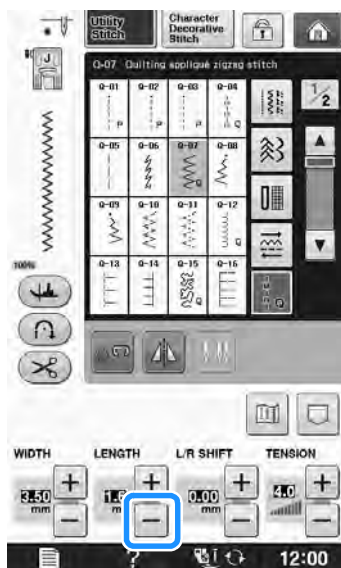 Utility Stitch
Character Decorative Stitch
J
Q-07 Quilting appliqué zigzag stitch
1/2
Q-01 Q-02 Q-03 Q-04
P P P Q
Q-05 Q-06 Q-07 Q-08
Q
Q-09 Q-10 Q-11 Q-12
Q
Q-13 Q-14 Q-15 Q-16
Q
Q
100%
WIDTH LENGTH L/R SHIFT TENSION
3.50 mm
1.6 mm
0.00 mm
4.0
+ + + +
− − − −
? 12:00